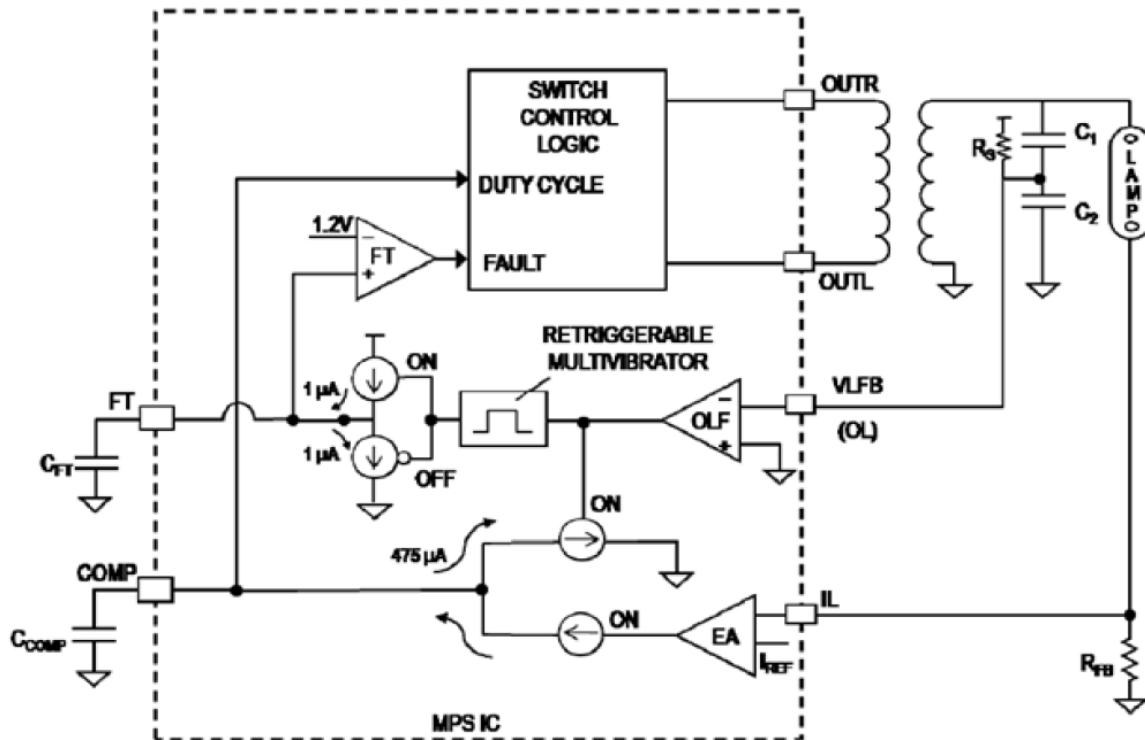 SWITCH
CONTROL
LOGIC
DUTY CYCLE
FAULT
OUTR
OUTL
R3
C1
C2
LAMP
1.2V
−
FT
+
RETRIGGERABLE
MULTIVIBRATOR
ON
1 μA
1 μA
OFF
FT
CFT
OLF
−
+
VLFB
(OL)
ON
475 μA
COMP
CCOMP
ON
EA
IREF
IL
RIFB
MPS IC